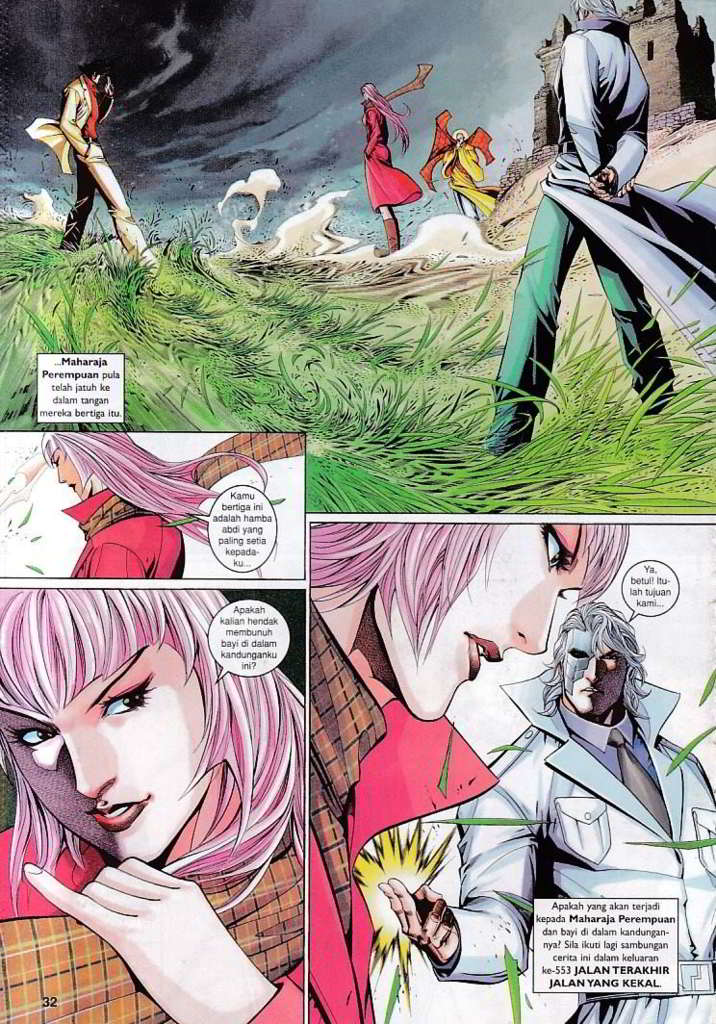 ...Maharaja
Perempuan pula
telah jatuh ke
dalam tangan
mereka bertiga itu.
Kamu
bertiga ini
adalah hamba
abdi yang
paling setia
kepada-
ku...
Apakah
kalian hendak
membunuh
bayi di dalam
kandunganku
ini?
Ya,
betul! Itu-
lah tujuan
kami...
Apakah yang akan terjadi
kepada Maharaja Perempuan
dan bayi di dalam kandungan-
nya? Sila ikuti lagi sambungan
cerita ini dalam keluaran
ke-553 JALAN TERAKHIR
JALAN YANG KEKAL.
32